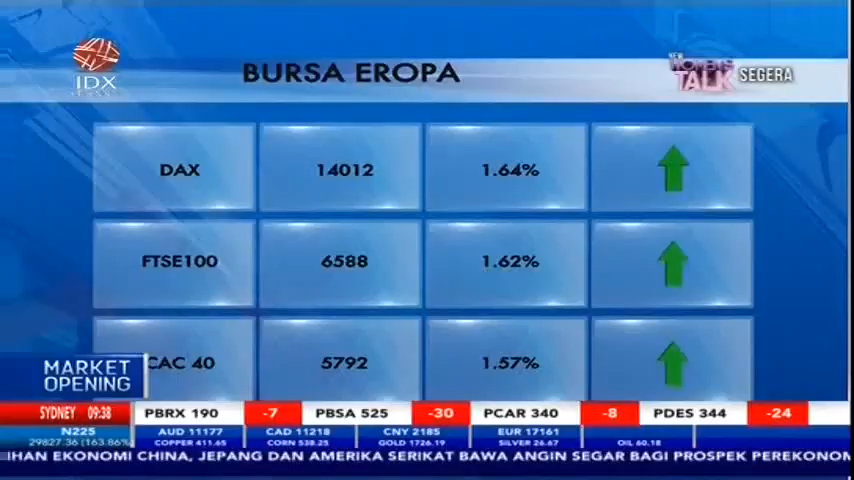 IDX
BURSA EROPA
TALK SEGERA
DAX 14012 1.64%
FTSE100 6588 1.62%
CAC 40 5792 1.57%
MARKET
OPENING
SYDNEY 09:38 PBRX 190 -7 PBSA 525 -30 PCAR 340 -8 PDES 344 -24
N225 AUD 11177 CAD 11218 CNY 2185 EUR 17161
29827.36 (163.86%) COPPER 411.65 CORN 538.25 GOLD 1726.19 SILVER 26.67 OIL 60.18
IHAN EKONOMI CHINA, JEPANG DAN AMERIKA SERIKAT BAWA ANGIN SEGAR BAGI PROSPEK PEREKONOM